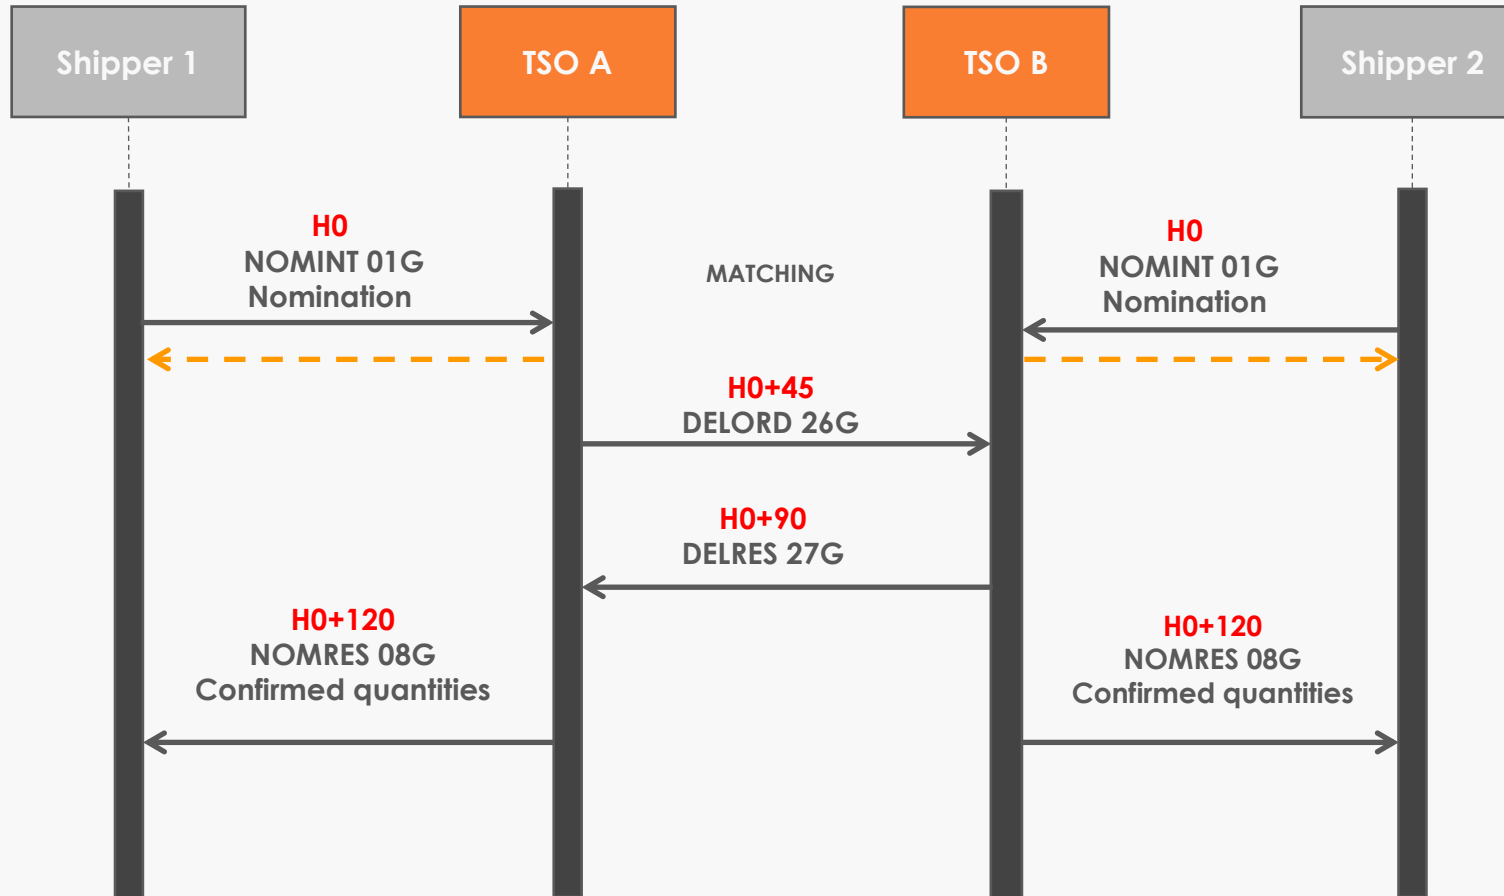 Shipper 1
TSO A
TSO B
Shipper 2
H0
NOMINT 01G
Nomination
MATCHING
H0
NOMINT 01G
Nomination
H0+45
DELORD 26G
H0+90
DELRES 27G
H0+120
NOMRES 08G
Confirmed quantities
H0+120
NOMRES 08G
Confirmed quantities